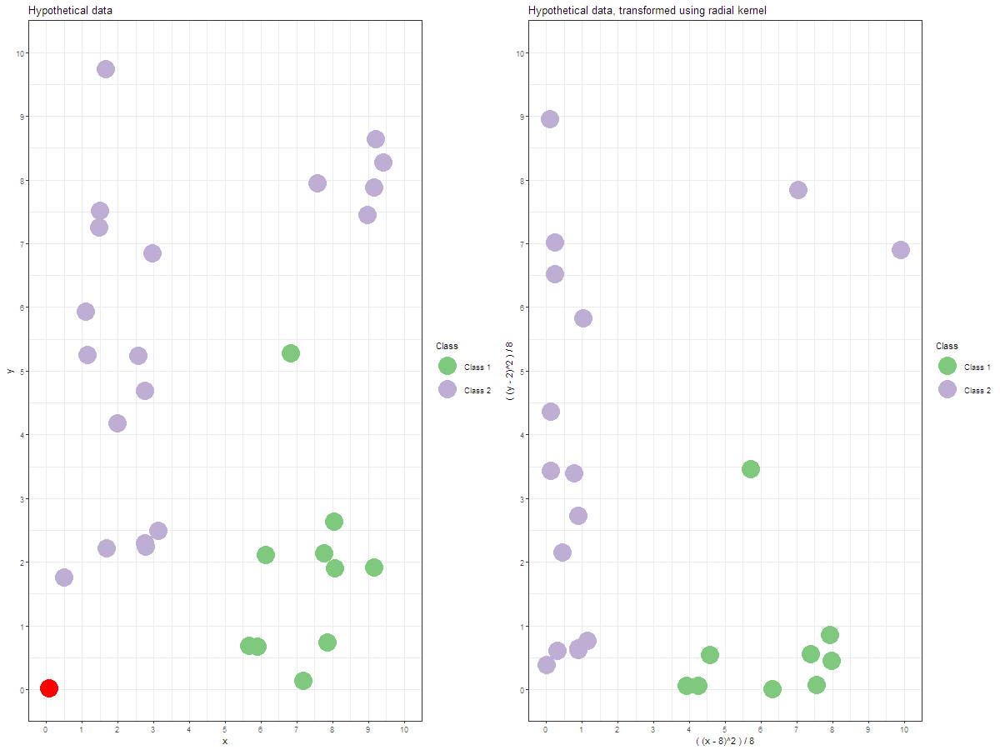 Hypothetical data
10
9
8
7
6
5
4
3
2
1
0
y
0 1 2 3 4 5 6 7 8 9 10
x
Class
Class 1
Class 2
Hypothetical data, transformed using radial kernel
10
9
8
7
6
5
4
3
2
1
0
( (y - 2)^2 ) / 8
0 1 2 3 4 5 6 7 8 9 10
( (x - 8)^2 ) / 8
Class
Class 1
Class 2